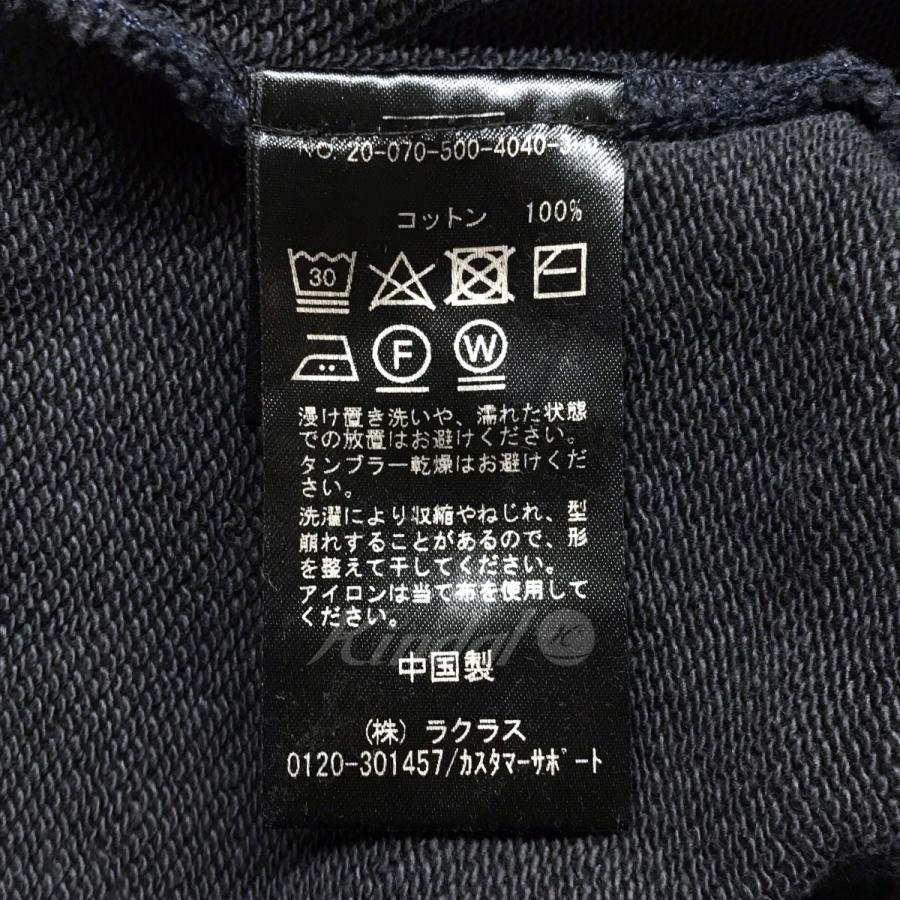 NO. 20-070-500-4040-
コットン 100%
30
F W
浸け置き洗いや、濡れた状態
での放置はお避けください。
タンブラー乾燥はお避けくだ
さい。
洗濯により収縮やねじれ、型
崩れすることがあるので、形
を整えて干してください。
アイロンは当て布を使用して
ください。
Kindal
中国製
(株) ラクラス
0120-301457/カスタマーサポート